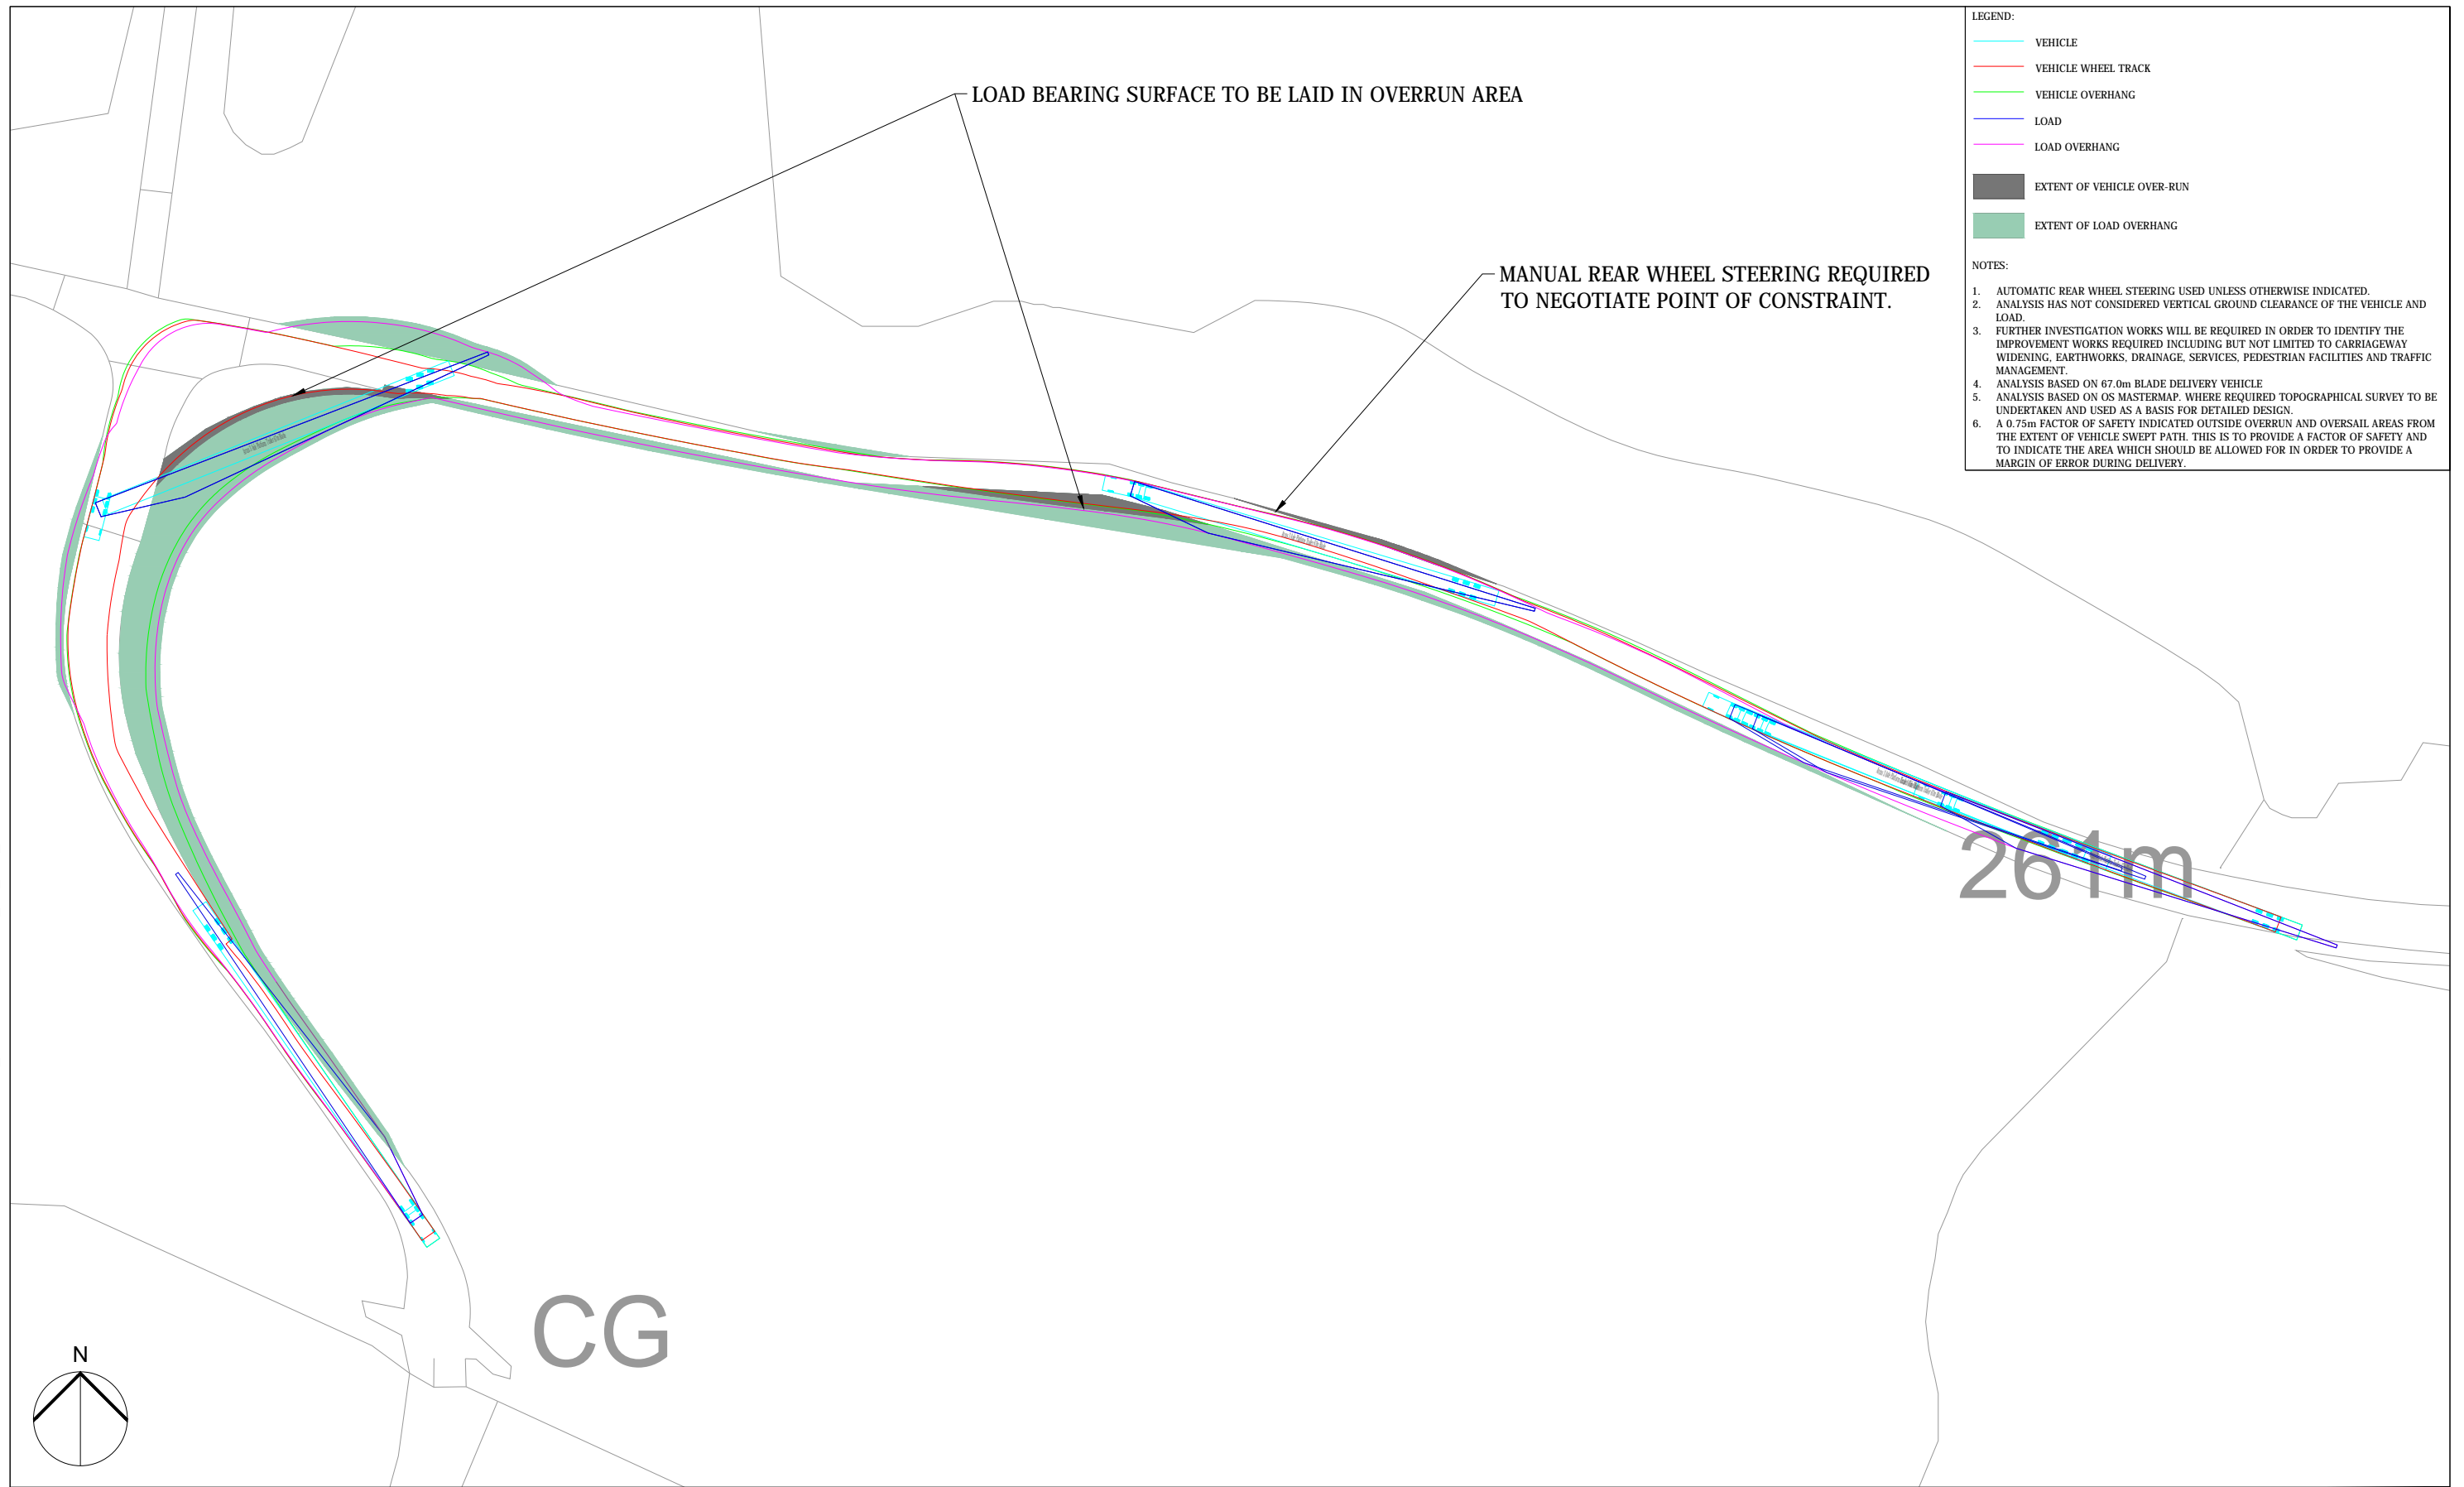 LEGEND:
VEHICLE
VEHICLE WHEEL TRACK
VEHICLE OVERHANG
LOAD
LOAD OVERHANG
EXTENT OF VEHICLE OVER-RUN
EXTENT OF LOAD OVERHANG
NOTES:
1. AUTOMATIC REAR WHEEL STEERING USED UNLESS OTHERWISE INDICATED.
2. ANALYSIS HAS NOT CONSIDERED VERTICAL GROUND CLEARANCE OF THE VEHICLE AND
LOAD.
3. FURTHER INVESTIGATION WORKS WILL BE REQUIRED IN ORDER TO IDENTIFY THE
IMPROVEMENT WORKS REQUIRED INCLUDING BUT NOT LIMITED TO CARRIAGEWAY
WIDENING, EARTHWORKS, DRAINAGE, SERVICES, PEDESTRIAN FACILITIES AND TRAFFIC
MANAGEMENT.
4. ANALYSIS BASED ON 67.0m BLADE DELIVERY VEHICLE
5. ANALYSIS BASED ON OS MASTERMAP. WHERE REQUIRED TOPOGRAPHICAL SURVEY TO BE
UNDERTAKEN AND USED AS A BASIS FOR DETAILED DESIGN.
6. A 0.75m FACTOR OF SAFETY INDICATED OUTSIDE OVERRUN AND OVERSAIL AREAS FROM
THE EXTENT OF VEHICLE SWEPT PATH. THIS IS TO PROVIDE A FACTOR OF SAFETY AND
TO INDICATE THE AREA WHICH SHOULD BE ALLOWED FOR IN ORDER TO PROVIDE A
MARGIN OF ERROR DURING DELIVERY.
LOAD BEARING SURFACE TO BE LAID IN OVERRUN AREA
MANUAL REAR WHEEL STEERING REQUIRED
TO NEGOTIATE POINT OF CONSTRAINT.
261m
CG
N